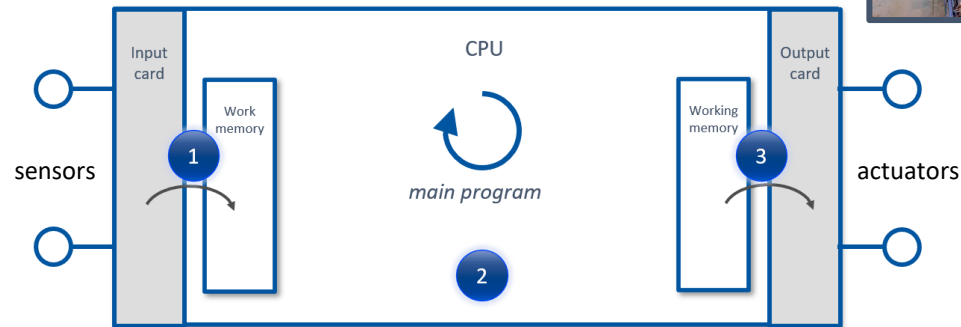 Input
card
CPU
Output
card
Work
memory
Working
memory
1
3
sensors
actuators
main program
2